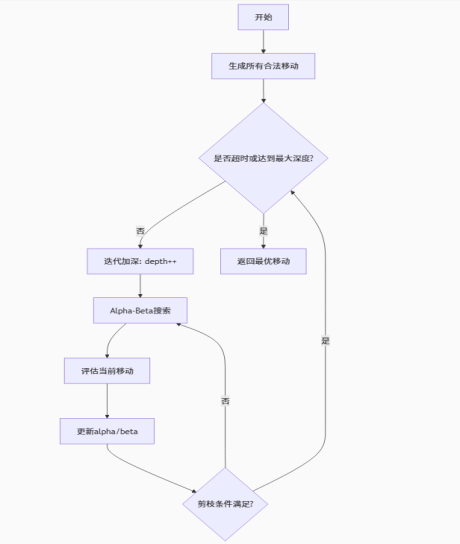 开始
生成所有合法移动
是否超时或达到最大深度?
否
是
迭代加深: depth++
返回最优移动
Alpha-Beta搜索
是
评估当前移动
否
更新alpha/beta
剪枝条件满足?